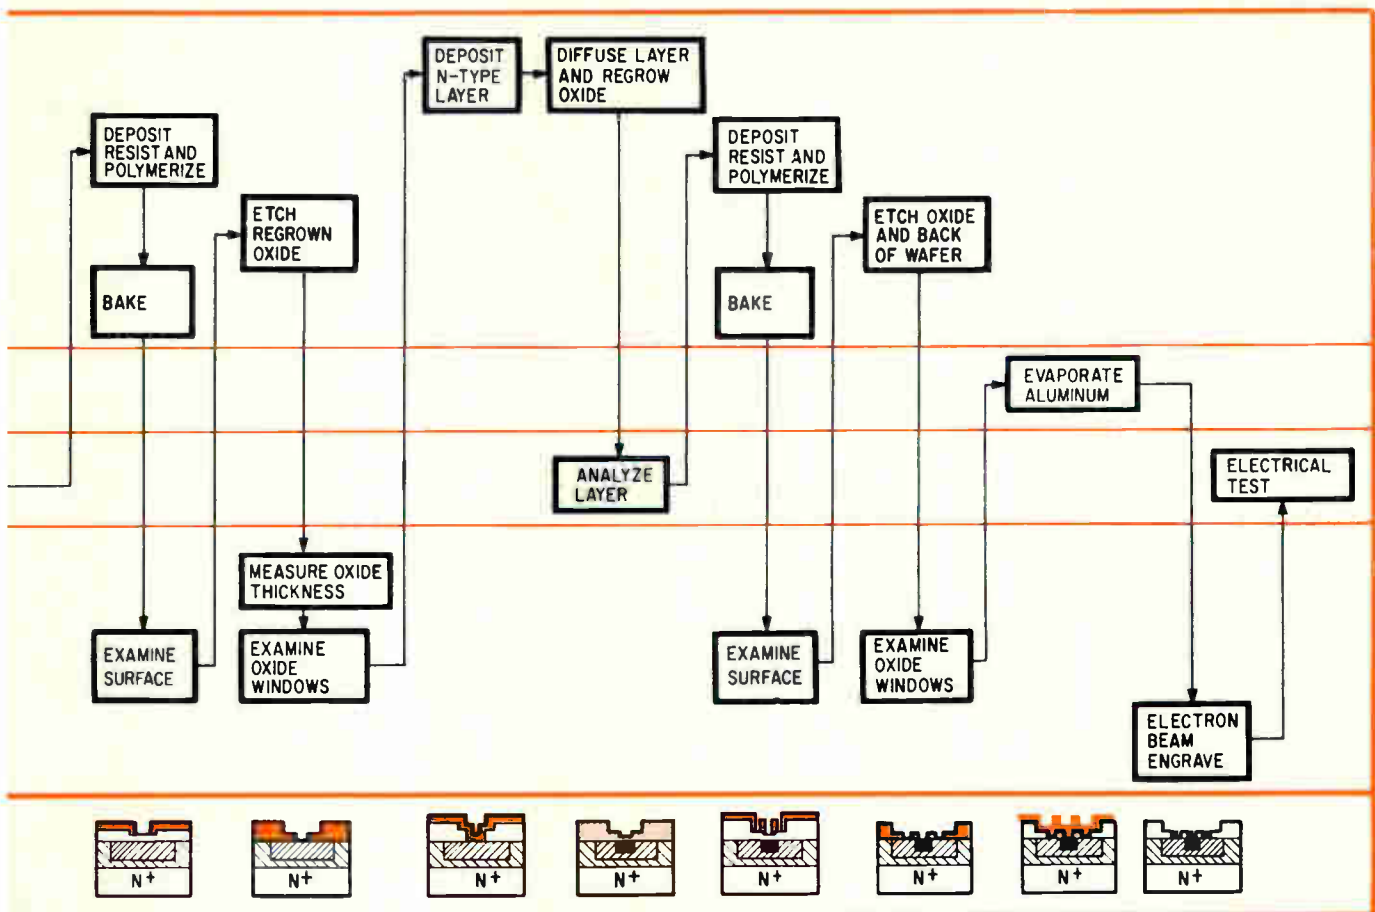 DEPOSIT
N-TYPE
LAYER
DIFFUSE LAYER
AND REGROW
OXIDE
DEPOSIT
RESIST AND
POLYMERIZE
DEPOSIT
RESIST AND
POLYMERIZE
ETCH
REGROWN
OXIDE
ETCH OXIDE
AND BACK
OF WAFER
BAKE
BAKE
EVAPORATE
ALUMINUM
ANALYZE
LAYER
ELECTRICAL
TEST
MEASURE OXIDE
THICKNESS
EXAMINE
SURFACE
EXAMINE
OXIDE
WINDOWS
EXAMINE
SURFACE
EXAMINE
OXIDE
WINDOWS
ELECTRON
BEAM
ENGRAVE
N+
N+
N+
N+
N+
N+
N+
N+